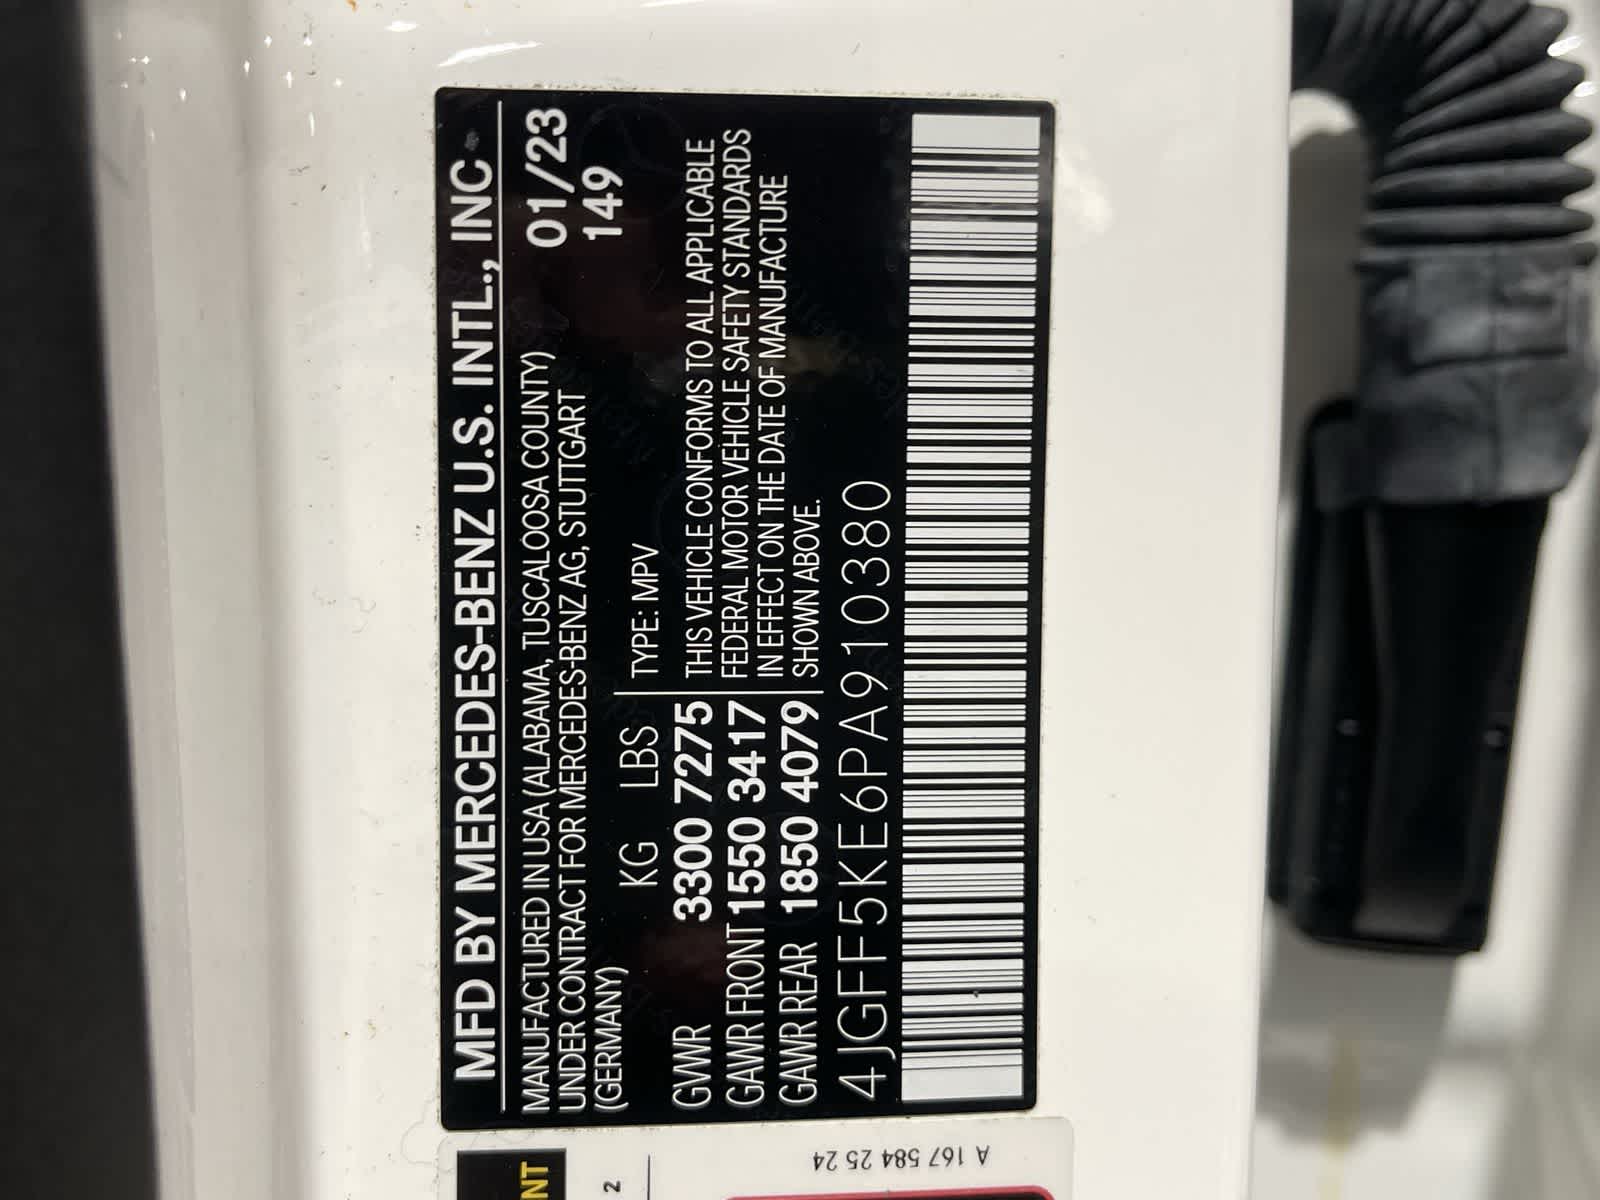 MFD BY MERCEDES-BENZ U.S. INTL., INC
MANUFACTURED IN USA (ALABAMA, TUSCALOOSA COUNTY) 01/23
UNDER CONTRACT FOR MERCEDES-BENZ AG, STUTTGART 149
(GERMANY)
KG LBS TYPE: MPV
GVWR 3300 7275
GAWR FRONT 1550 3417
GAWR REAR 1850 4079
THIS VEHICLE CONFORMS TO ALL APPLICABLE
FEDERAL MOTOR VEHICLE SAFETY STANDARDS
IN EFFECT ON THE DATE OF MANUFACTURE
SHOWN ABOVE.
4JGFF5KE6PA910380
A 167 584 25 24
2